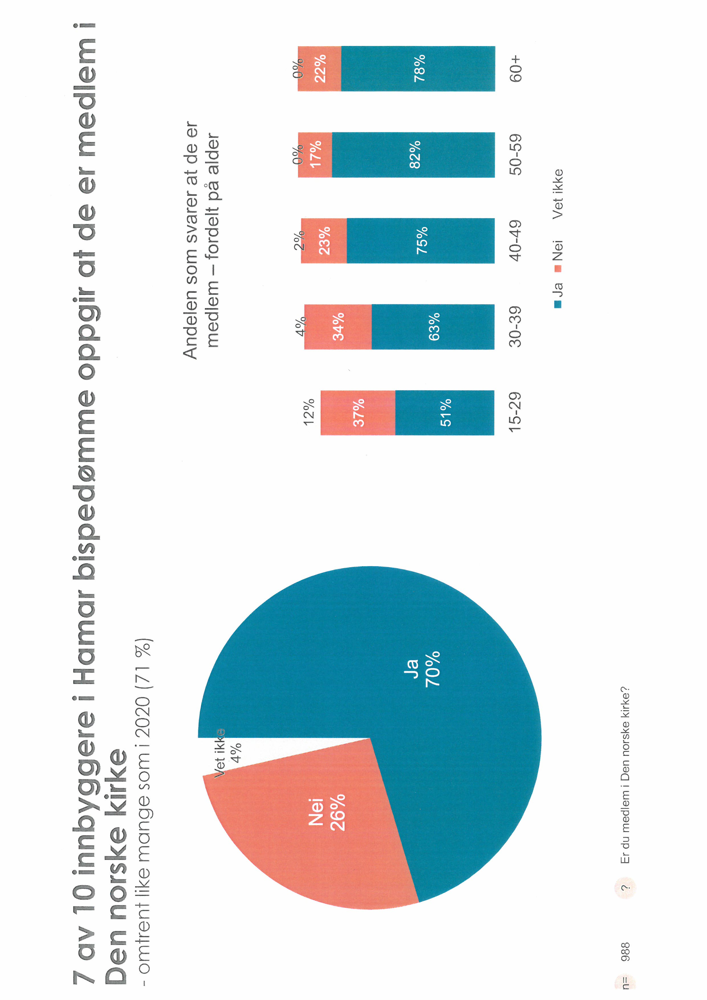 7 av 10 innbyggere i Hamar bispedømme oppgir at de er medlem i
Den norske kirke
- omtrent like mange som i 2020 (71 %)
Vet ikke
4%
Nei
26%
Ja
70%
Andelen som svarer at de er
medlem – fordelt på alder
12% 4% 2% 0% 0%
37% 34% 23% 17% 22%
51% 63% 75% 82% 78%
15-29 30-39 40-49 50-59 60+
Ja Nei Vet ikke
n= 988 ? Er du medlem i Den norske kirke?